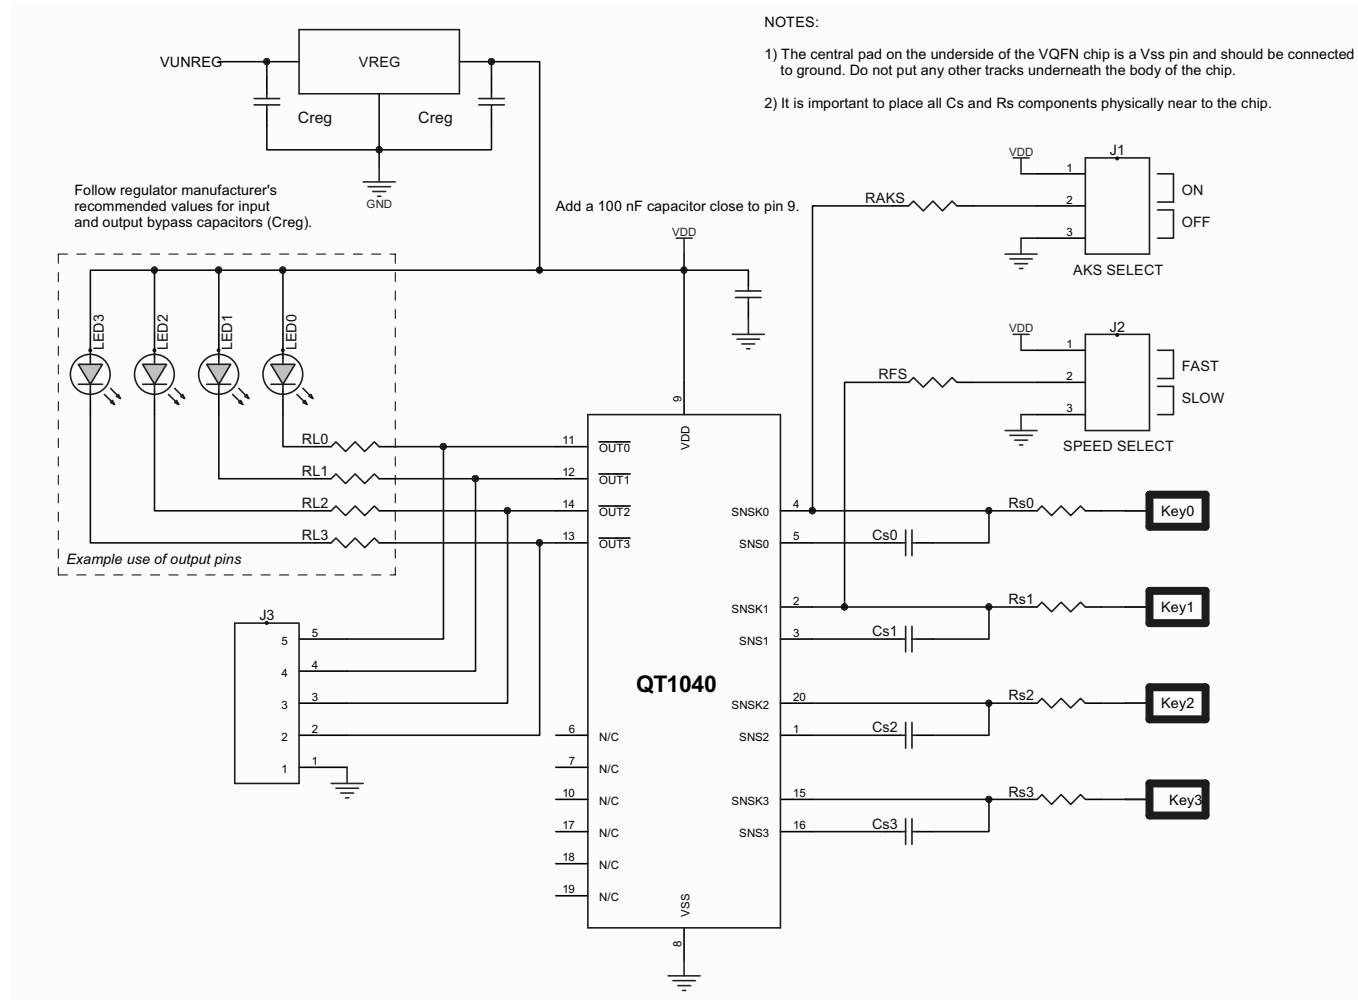 NOTES:
1) The central pad on the underside of the VQFN chip is a Vss pin and should be connected
to ground. Do not put any other tracks underneath the body of the chip.
2) It is important to place all Cs and Rs components physically near to the chip.
VUNREG
VREG
Creg
Creg
GND
Follow regulator manufacturer's
recommended values for input
and output bypass capacitors (Creg).
Add a 100 nF capacitor close to pin 9.
VDD
J1
VDD
1
2
3
RAKS
ON
OFF
AKS SELECT
J2
VDD
1
2
3
RFS
FAST
SLOW
SPEED SELECT
LED3
LED2
LED1
LED0
RL0
RL1
RL2
RL3
Example use of output pins
9
VDD
11
OUT0
12
OUT1
14
OUT2
13
OUT3
SNSK0
4
Rs0
Key0
SNS0
5
Cs0
SNSK1
2
Rs1
Key1
SNS1
3
Cs1
QT1040
SNSK2
20
Rs2
Key2
SNS2
1
Cs2
SNSK3
15
Rs3
Key3
SNS3
16
Cs3
J3
5
5
4
4
3
3
2
2
1
1
6
N/C
7
N/C
10
N/C
17
N/C
18
N/C
19
N/C
VSS
8